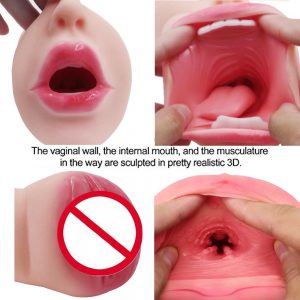 The vaginal wall, the internal mouth, and the musculature
in the way are sculpted in pretty realistic 3D.